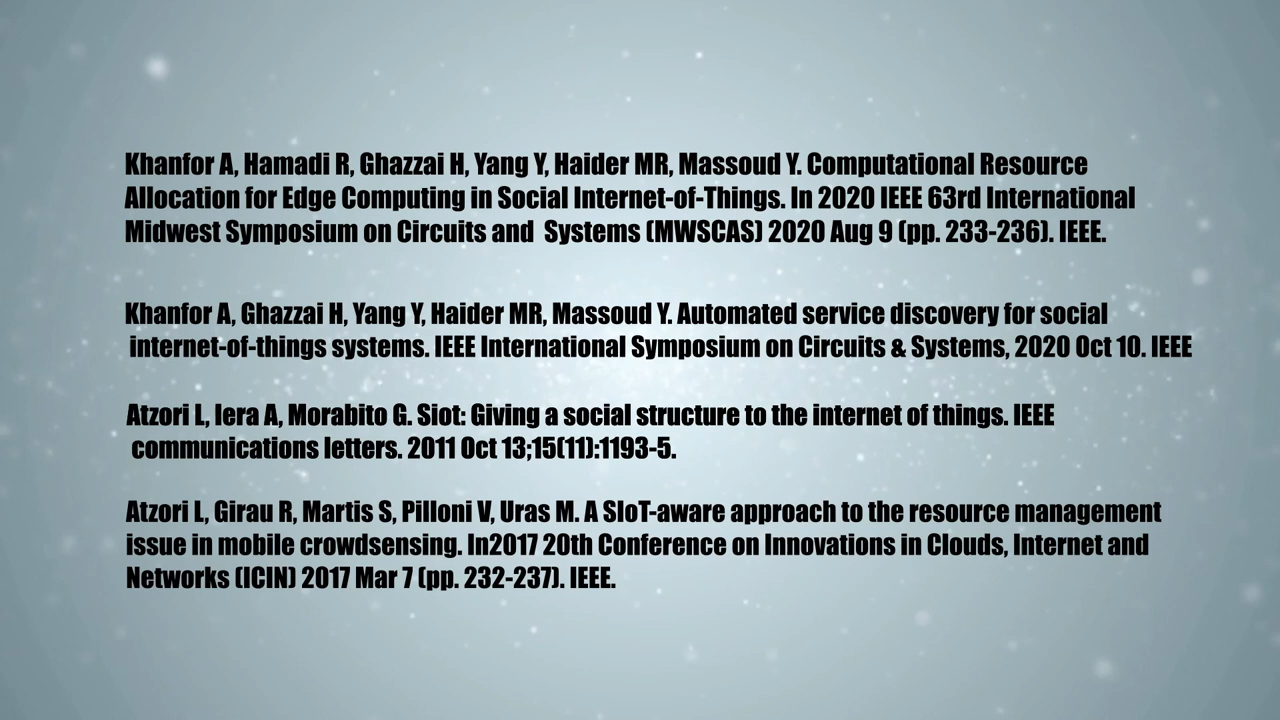 Khanfor A, Hamadi R, Ghazzai H, Yang Y, Haider MR, Massoud Y. Computational Resource
Allocation for Edge Computing in Social Internet-of-Things. In 2020 IEEE 63rd International
Midwest Symposium on Circuits and  Systems (MWSCAS) 2020 Aug 9 (pp. 233-236). IEEE.
Khanfor A, Ghazzai H, Yang Y, Haider MR, Massoud Y. Automated service discovery for social
internet-of-things systems. IEEE International Symposium on Circuits & Systems, 2020 Oct 10. IEEE
Atzori L, Iera A, Morabito G. Siot: Giving a social structure to the internet of things. IEEE
communications letters. 2011 Oct 13;15(11):1193-5.
Atzori L, Girau R, Martis S, Pilloni V, Uras M. A SIoT-aware approach to the resource management
issue in mobile crowdsensing. In2017 20th Conference on Innovations in Clouds, Internet and
Networks (ICIN) 2017 Mar 7 (pp. 232-237). IEEE.